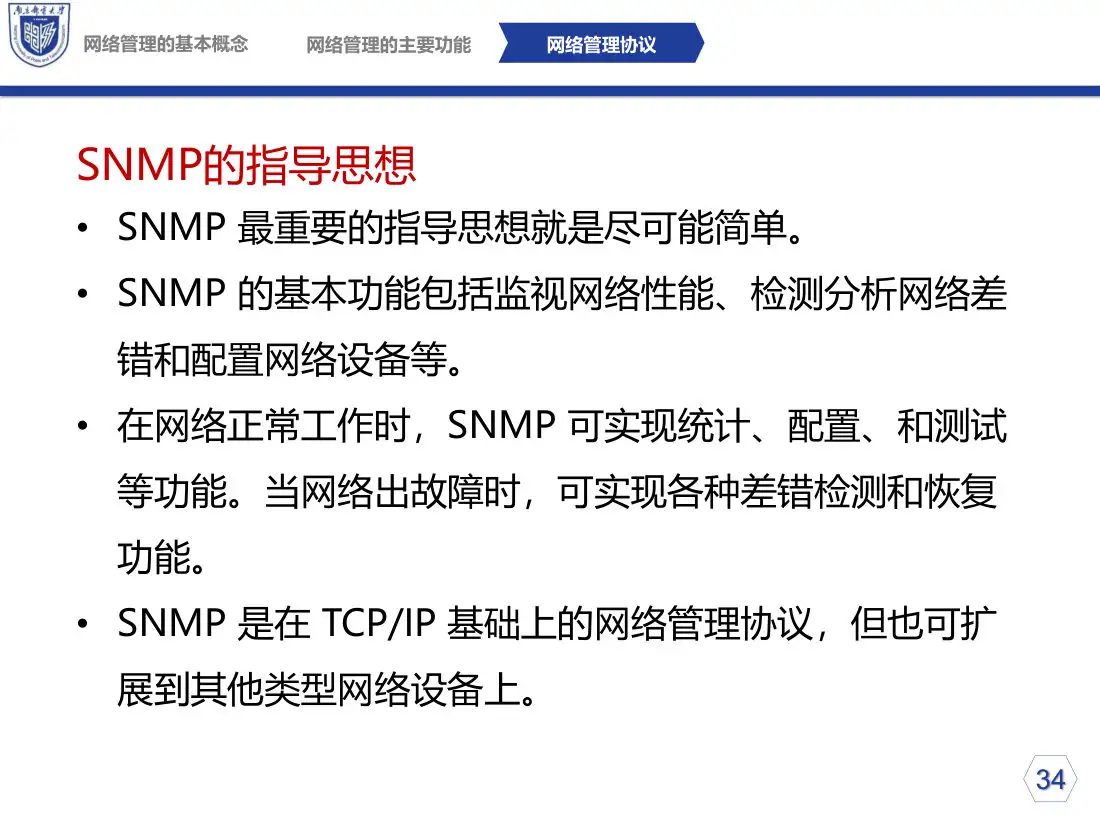 南京邮电大学
网络管理的基本概念
网络管理的主要功能
网络管理协议
SNMP的指导思想
• SNMP 最重要的指导思想就是尽可能简单。
• SNMP 的基本功能包括监视网络性能、检测分析网络差
错和配置网络设备等。
• 在网络正常工作时，SNMP 可实现统计、配置、和测试
等功能。当网络出故障时，可实现各种差错检测和恢复
功能。
• SNMP 是在 TCP/IP 基础上的网络管理协议，但也可扩
展到其他类型网络设备上。
34